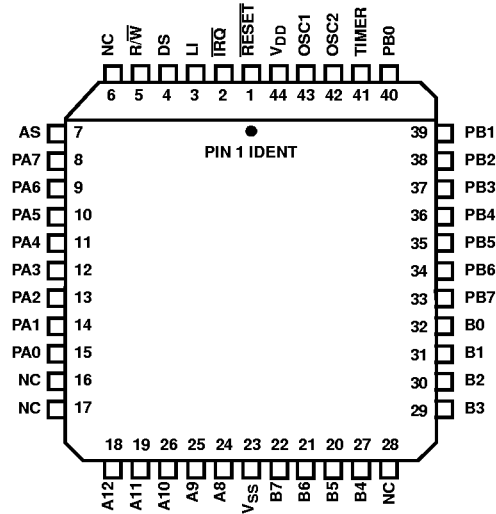 NC R/W DS LI IRQ RESET VDD OSC1 OSC2 TIMER PB0
6 5 4 3 2 1 44 43 42 41 40
AS 7 39 PB1
PIN 1 IDENT
PA7 8 38 PB2
PA6 9 37 PB3
PA5 10 36 PB4
PA4 11 35 PB5
PA3 12 34 PB6
PA2 13 33 PB7
PA1 14 32 B0
PA0 15 31 B1
NC 16 30 B2
NC 17 29 B3
18 19 26 25 24 23 22 21 20 27 28
A12 A11 A10 A9 A8 VSS B7 B6 B5 B4 NC